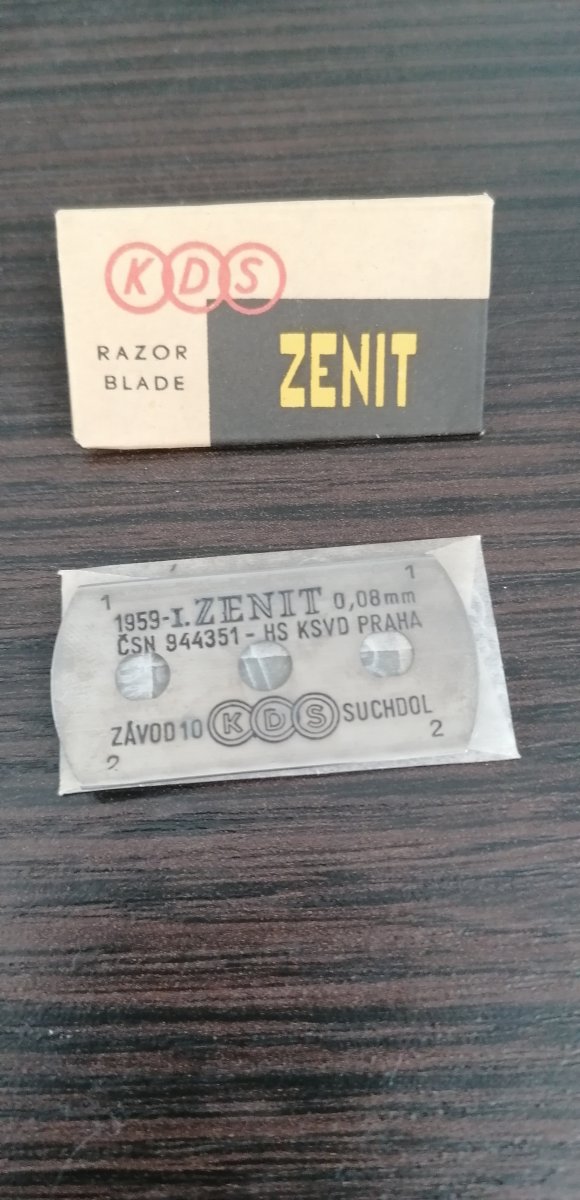 KDS
RAZOR
BLADE
ZENIT
1 1
1959-I. ZENIT 0,08mm
ČSN 944351 - HS KSVD PRAHA
ZÁVOD 10 KDS SUCHDOL
2 2